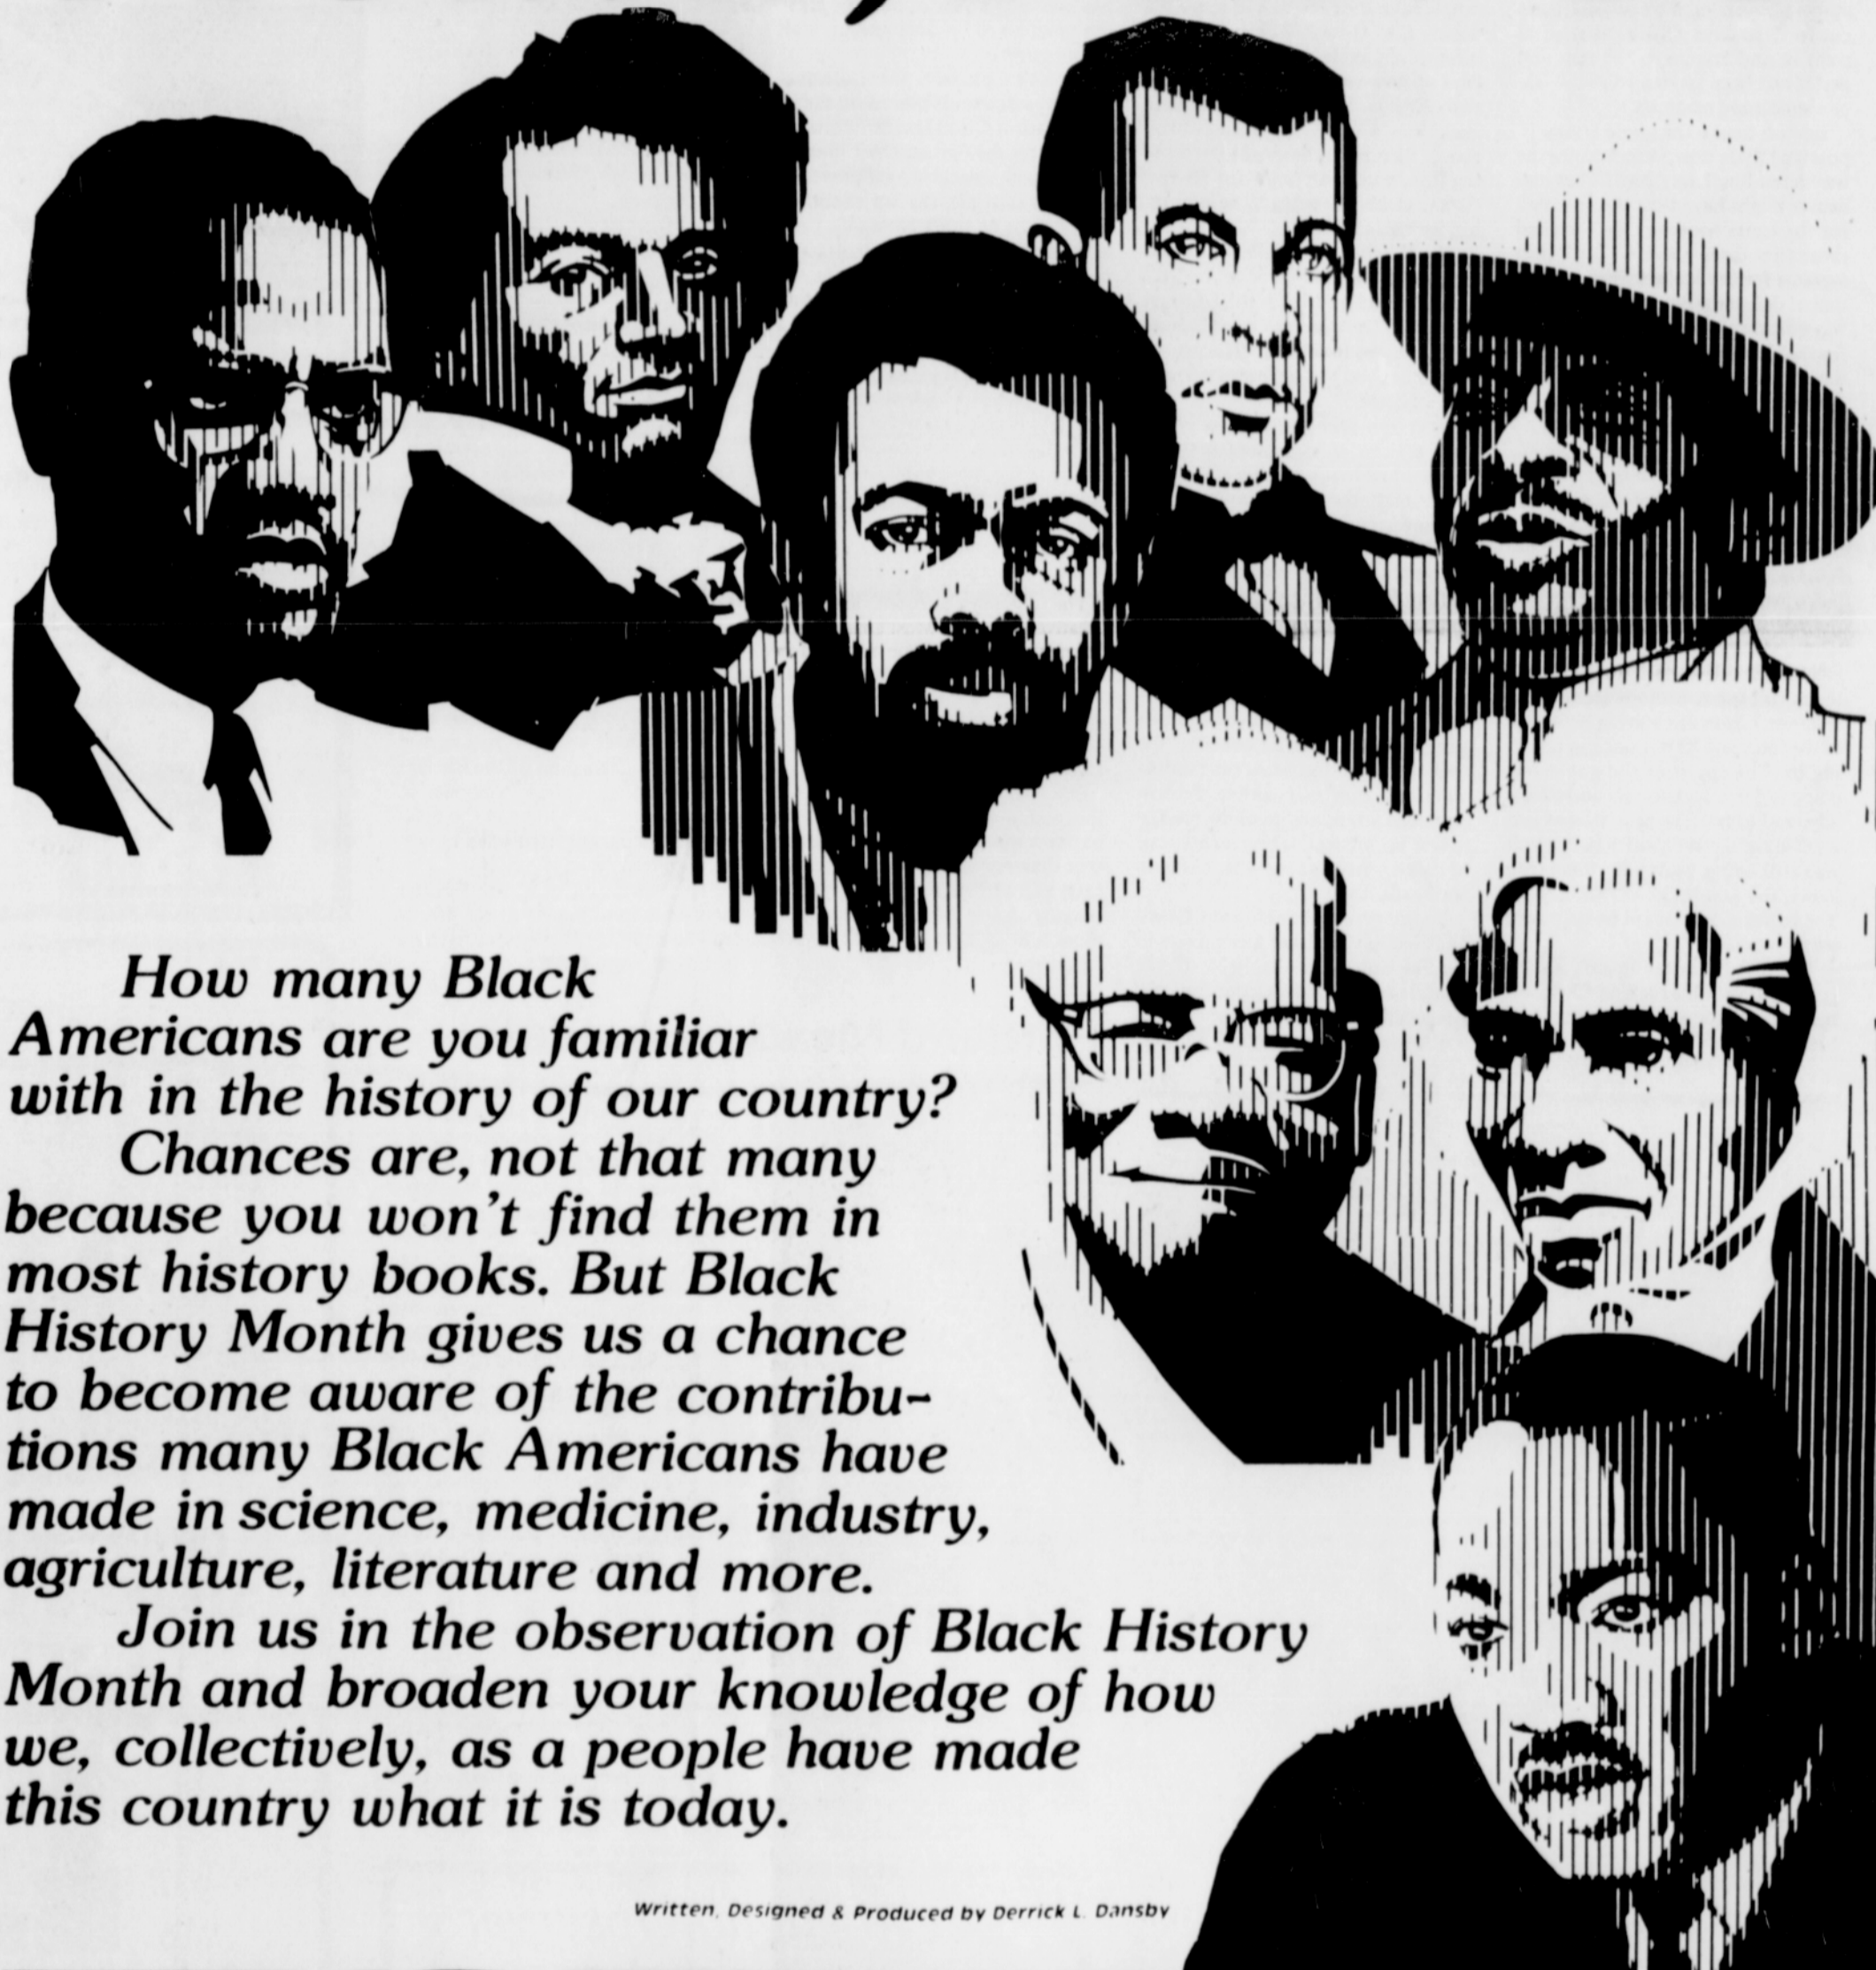 How many Black
Americans are you familiar
with in the history of our country?
Chances are, not that many
because you won't find them in
most history books. But Black
History Month gives us a chance
to become aware of the contribu-
tions many Black Americans have
made in science, medicine, industry,
agriculture, literature and more.
Join us in the observation of Black History
Month and broaden your knowledge of how
we, collectively, as a people have made
this country what it is today.
Written, Designed & Produced by Derrick L. Dansby